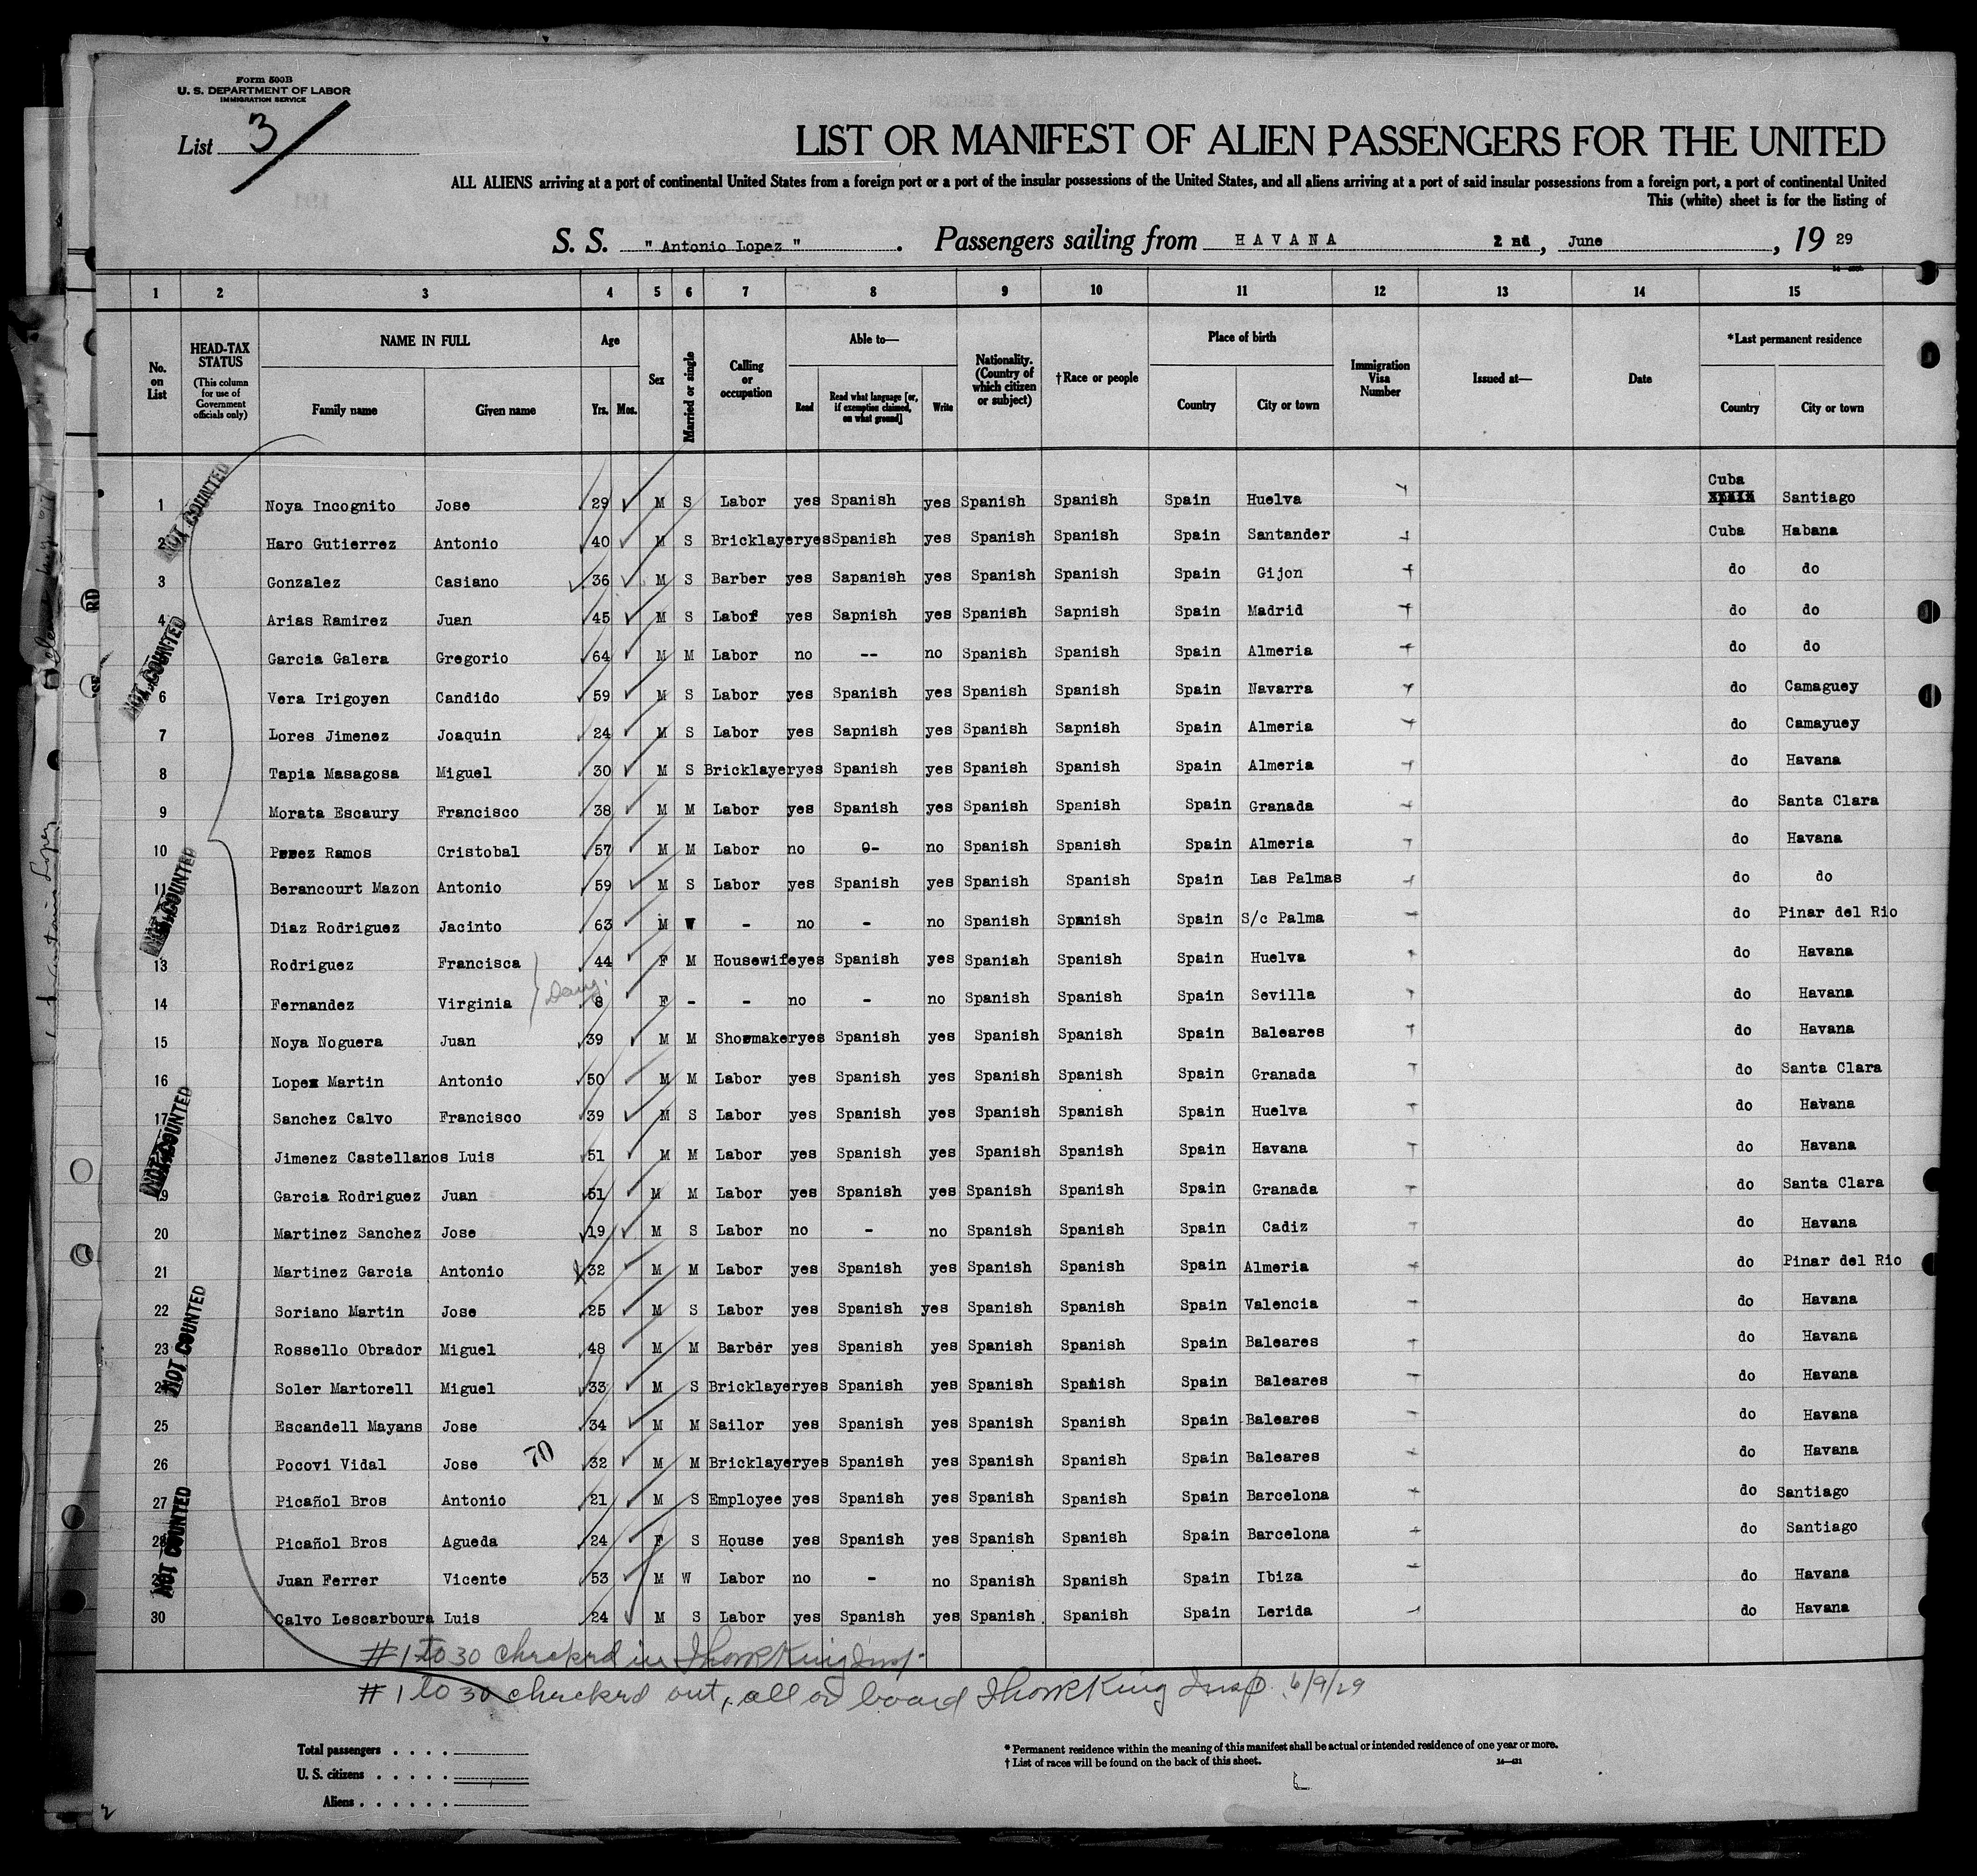 Form 500B
U. S. DEPARTMENT OF LABOR
IMMIGRATION SERVICE
List 3
LIST OR MANIFEST OF ALIEN PASSENGERS FOR THE UNITED
ALL ALIENS arriving at a port of continental United States from a foreign port or a port of the insular possessions of the United States, and all aliens arriving at a port of said insular possessions from a foreign port, a port of continental United
This (white) sheet is for the listing of
S. S. " Antonio Lopez " . Passengers sailing from HAVANA 2 nd, June , 19 29
1 2 3 4 5 6 7 8 9 10 11 12 13 14 15
No. on List
HEAD-TAX STATUS (This column for use of Government officials only)
NAME IN FULL Family name Given name
Age Yrs. Mos.
Sex
Married or single
Calling or occupation
Able to— Read Read what language [or, if exemption claimed, on what ground] Write
Nationality. (Country of which citizen or subject)
†Race or people
Place of birth Country City or town
Immigration Visa Number
Issued at—
Date
*Last permanent residence Country City or town
Cuba
1 Noya Incognito Jose 29 M S Labor yes Spanish yes Spanish Spanish Spain Huelva Spain Santiago
2 Haro Gutierrez Antonio 40 M S Bricklayer yes Spanish yes Spanish Spanish Spain Santander Cuba Habana
3 Gonzalez Casiano 36 M S Barber yes Sapanish yes Spanish Spanish Spain Gijon do do
4 Arias Ramirez Juan 45 M S Labor yes Sapnish yes Spanish Sapnish Spain Madrid do do
Garcia Galera Gregorio 64 M M Labor no -- no Spanish Spanish Spain Almeria do do
6 Vera Irigoyen Candido 59 M S Labor yes Spanish yes Spanish Spanish Spain Navarra do Camaguey
7 Lores Jimenez Joaquin 24 M S Labor yes Sapnish yes Spanish Sapnish Spain Almeria do Camayuey
8 Tapia Masagosa Miguel 30 M S Bricklayer yes Spanish yes Spanish Spanish Spain Almeria do Havana
9 Morata Escaury Francisco 38 M M Labor yes Spanish yes Spanish Spanish Spain Granada do Santa Clara
10 Perez Ramos Cristobal 57 M M Labor no 0- no Spanish Spanish Spain Almeria do Havana
11 Berancourt Mazon Antonio 59 M S Labor yes Spanish yes Spanish Spanish Spain Las Palmas do do
Diaz Rodriguez Jacinto 63 M W - no - no Spanish Spanish Spain S/c Palma do Pinar del Rio
13 Rodriguez Francisca 44 F M Housewife yes Spanish yes Spaniah Spanish Spain Huelva do Havana
14 Fernandez Virginia Daug. 8 F - - no - no Spanish Spanish Spain Sevilla do Havana
15 Noya Noguera Juan 39 M M Shoemaker yes Spanish yes Spanish Spanish Spain Baleares do Havana
16 Lopez Martin Antonio 50 M M Labor yes Spanish yes Spanish Spanish Spain Granada do Santa Clara
17 Sanchez Calvo Francisco 39 M S Labor yes Spanish yes Spanish Spanish Spain Huelva do Havana
Jimenez Castellanos Luis 51 M M Labor yes Spanish yes Spanish Spanish Spain Havana do Havana
19 Garcia Rodriguez Juan 51 M M Labor yes Spanish yes Spanish Spanish Spain Granada do Santa Clara
20 Martinez Sanchez Jose 19 M S Labor no - no Spanish Spanish Spain Cadiz do Havana
21 Martinez Garcia Antonio 32 M M Labor yes Spanish yes Spanish Spanish Spain Almeria do Pinar del Rio
22 Soriano Martin Jose 25 M S Labor yes Spanish yes Spanish Spanish Spain Valencia do Havana
23 Rossello Obrador Miguel 48 M M Barber yes Spanish yes Spanish Spanish Spain Baleares do Havana
2 Soler Martorell Miguel 33 M S Bricklayer yes Spanish yes Spanish Spanish Spain Baleares do Havana
25 Escandell Mayans Jose 34 M M Sailor yes Spanish yes Spanish Spanish Spain Baleares do Havana
26 Pocovi Vidal Jose 70 32 M M Bricklayer yes Spanish yes Spanish Spanish Spain Baleares do Havana
27 Picañol Bros Antonio 21 M S Employee yes Spanish yes Spanish Spanish Spain Barcelona do Santiago
28 Picañol Bros Agueda 24 F S House yes Spanish yes Spanish Spanish Spain Barcelona do Santiago
Juan Ferrer Vicente 53 M W Labor no - no Spanish Spanish Spain Ibiza do Havana
30 Calvo Lescarboura Luis 24 M S Labor yes Spanish yes Spanish Spanish Spain Lerida do Havana
NOT COUNTED
NOT COUNTED
NOT COUNTED
NOT COUNTED
NOT COUNTED
NOT COUNTED
# 1 to 30 checked in Thos K King Insp.
# 1 to 30 checked out, all on board Thos K King Insp. 6/9/29
Total passengers . . . .
U. S. citizens . . . . .
Aliens . . . . . .
* Permanent residence within the meaning of this manifest shall be actual or intended residence of one year or more.
† List of races will be found on the back of this sheet.